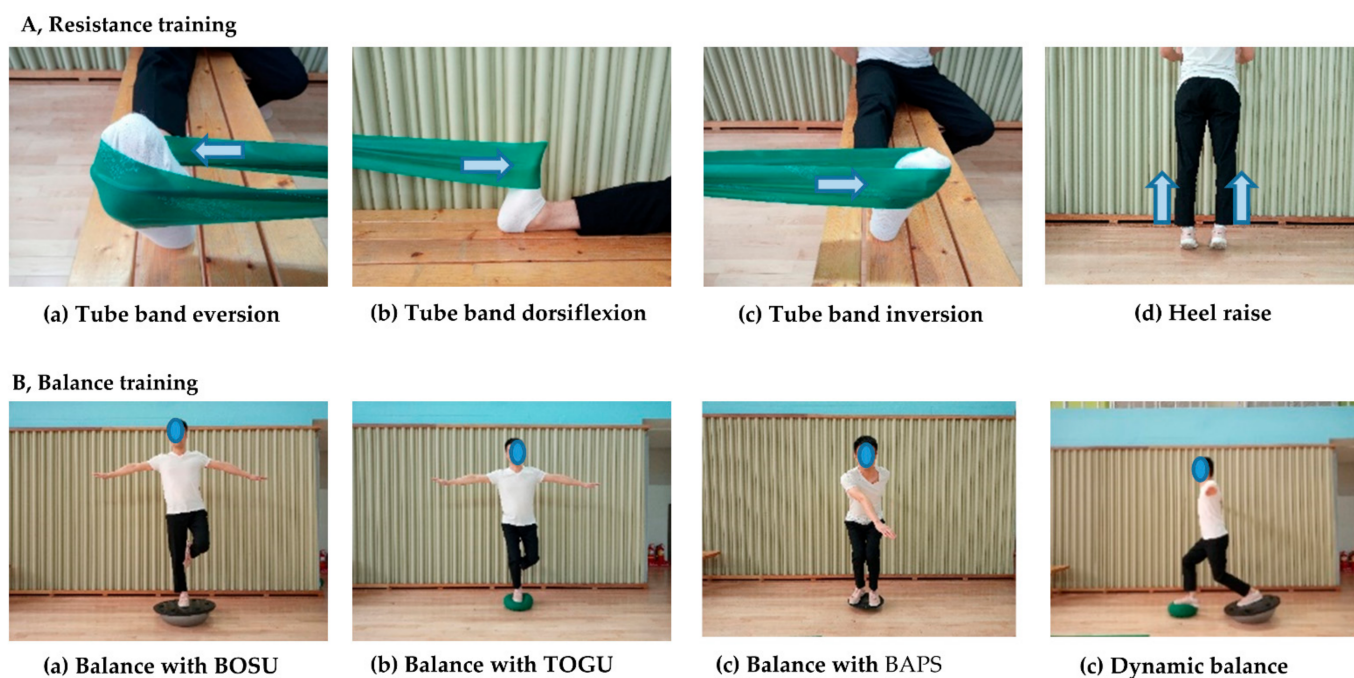 A, Resistance training
(a) Tube band eversion
(b) Tube band dorsiflexion
(c) Tube band inversion
(d) Heel raise
B, Balance training
(a) Balance with BOSU
(b) Balance with TOGU
(c) Balance with BAPS
(c) Dynamic balance